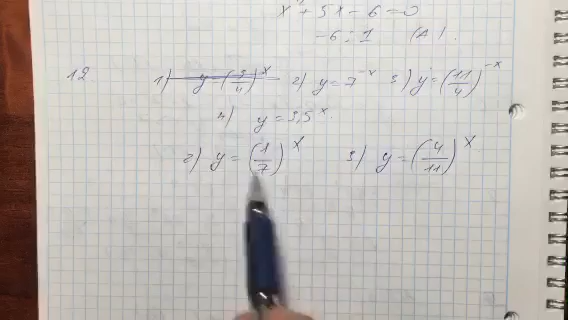 x² + 5x - 6 = 0
-6; 1 (A).
12 1) y = (3/4)^x 2) y = 7^-x 3) y = (11/4)^-x
4) y = 3,5^x.
2) y = (1/7)^x 3) y = (4/11)^x